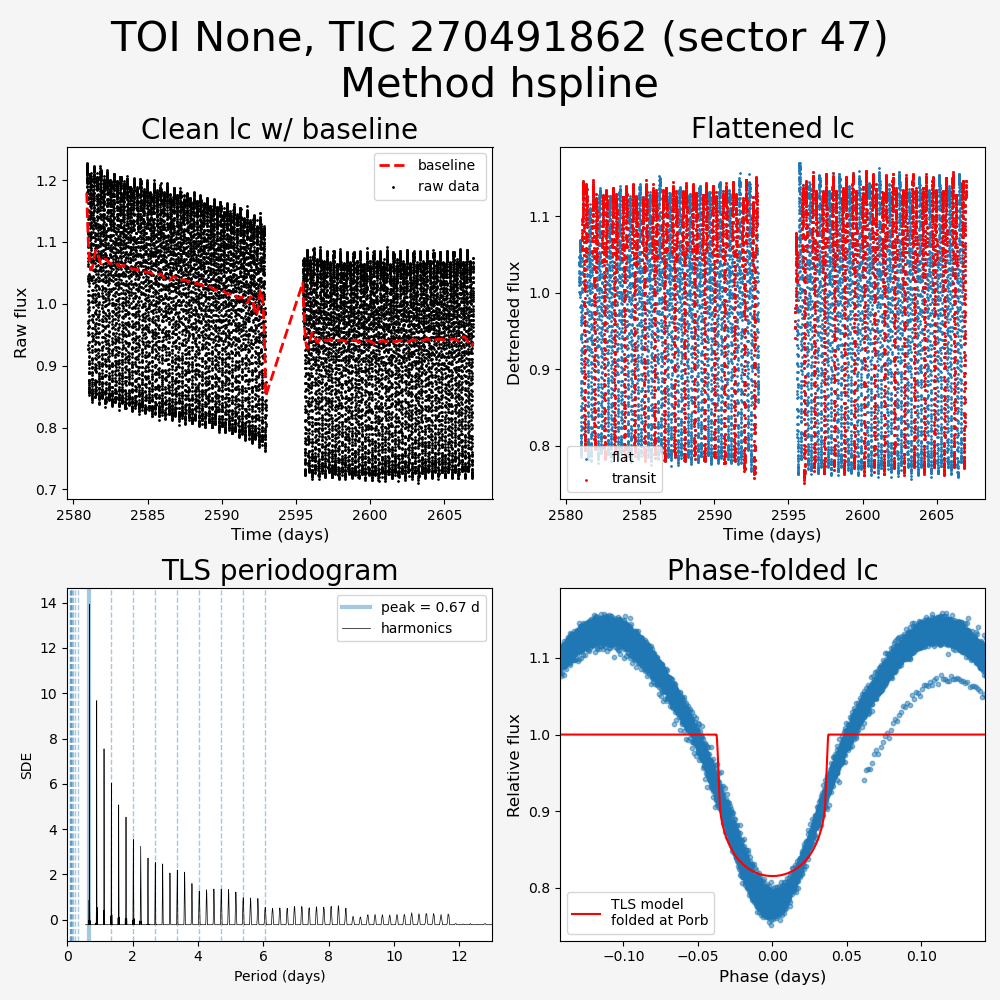 TOI None, TIC 270491862 (sector 47)
Method hspline
Clean lc w/ baseline
Flattened lc
baseline
raw data
1.2
1.1
1.0
0.9
0.8
0.7
Raw flux
2580
2585
2590
2595
2600
2605
Time (days)
1.1
1.0
0.9
0.8
Detrended flux
flat
transit
2580
2585
2590
2595
2600
2605
Time (days)
TLS periodogram
Phase-folded lc
peak = 0.67 d
harmonics
14
12
10
8
6
4
2
0
SDE
0
2
4
6
8
10
12
Period (days)
1.1
1.0
0.9
0.8
Relative flux
TLS model
folded at Porb
−0.10
−0.05
0.00
0.05
0.10
Phase (days)